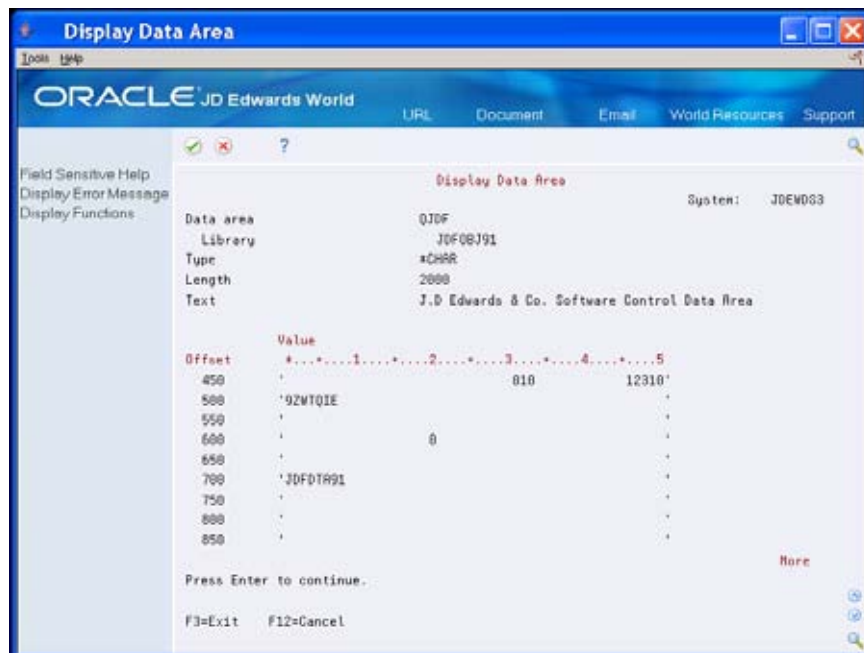 Display Data Area
Tools Help
ORACLE JD Edwards World
URL Document Email World Resources Support
?
Field Sensitive Help
Display Error Message
Display Functions
Display Data Area
System: JDEWDS3
Data area QJDF
Library JDFOBJ91
Type *CHAR
Length 2000
Text J.D Edwards & Co. Software Control Data Area
Value
Offset *...+....1....+....2....+....3....+....4....+....5
450 ' 010 12310'
500 '9ZWTQIE '
550 ' '
600 ' 0 '
650 ' '
700 'JDFDTA91 '
750 ' '
800 ' '
850 ' '
More
Press Enter to continue.
F3=Exit F12=Cancel